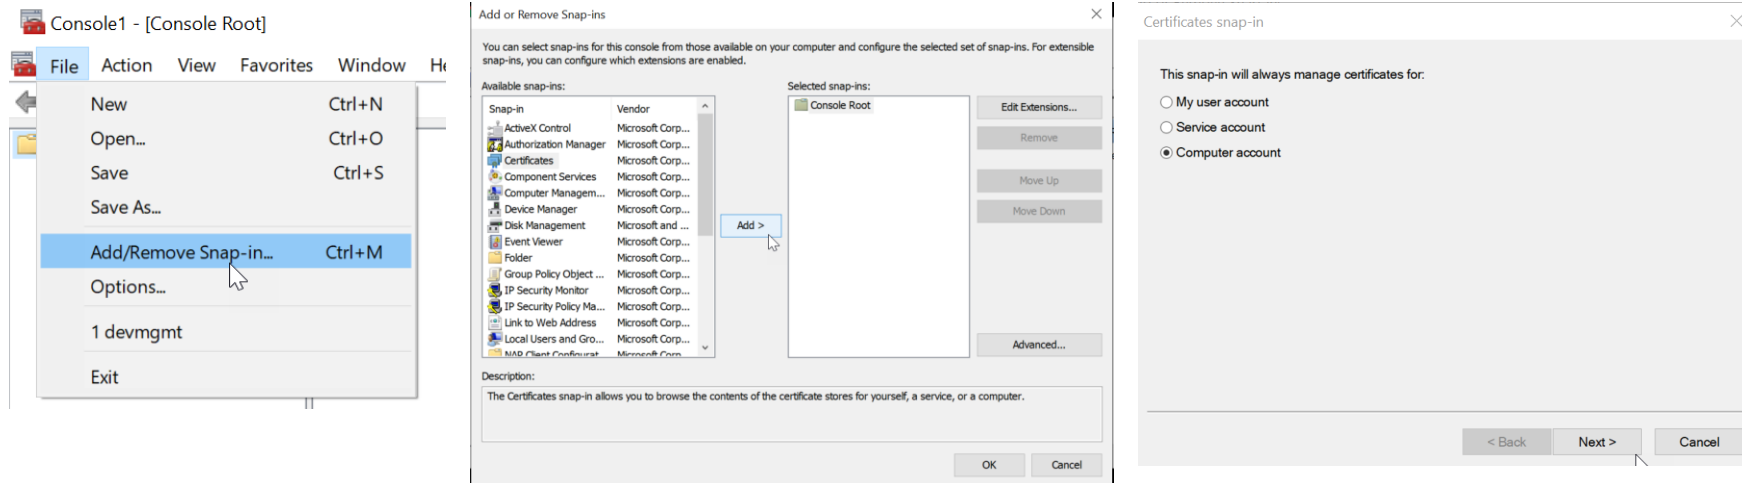 Console1 - [Console Root]
File Action View Favorites Window
New Ctrl+N
Open... Ctrl+O
Save Ctrl+S
Save As...
Add/Remove Snap-in... Ctrl+M
Options...
1 devmgmt
Exit
Add or Remove Snap-ins
You can select snap-ins for this console from those available on your computer and configure the selected set of snap-ins. For extensible
snap-ins, you can configure which extensions are enabled.
Available snap-ins:
Snap-in Vendor
ActiveX Control Microsoft Corp...
Authorization Manager Microsoft Corp...
Certificates Microsoft Corp...
Component Services Microsoft Corp...
Computer Managem... Microsoft Corp...
Device Manager Microsoft Corp...
Disk Management Microsoft and ...
Event Viewer Microsoft Corp...
Folder Microsoft Corp...
Group Policy Object ... Microsoft Corp...
IP Security Monitor Microsoft Corp...
IP Security Policy Ma... Microsoft Corp...
Link to Web Address Microsoft Corp...
Local Users and Gro... Microsoft Corp...
NAP Client Configurat Microsoft Corp
Add >
Selected snap-ins:
Console Root
Edit Extensions...
Remove
Move Up
Move Down
Advanced...
Description:
The Certificates snap-in allows you to browse the contents of the certificate stores for yourself, a service, or a computer.
OK Cancel
Certificates snap-in
This snap-in will always manage certificates for:
My user account
Service account
Computer account
< Back Next > Cancel